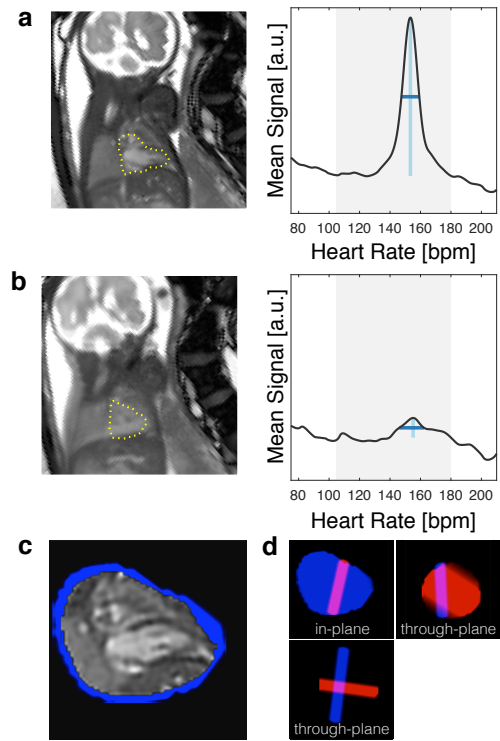 a
Mean Signal [a.u.]
80 100 120 140 160 180 200
Heart Rate [bpm]
b
Mean Signal [a.u.]
80 100 120 140 160 180 200
Heart Rate [bpm]
c
d
in-plane
through-plane
through-plane